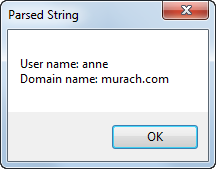 Parsed String
User name: anne
Domain name: murach.com
OK